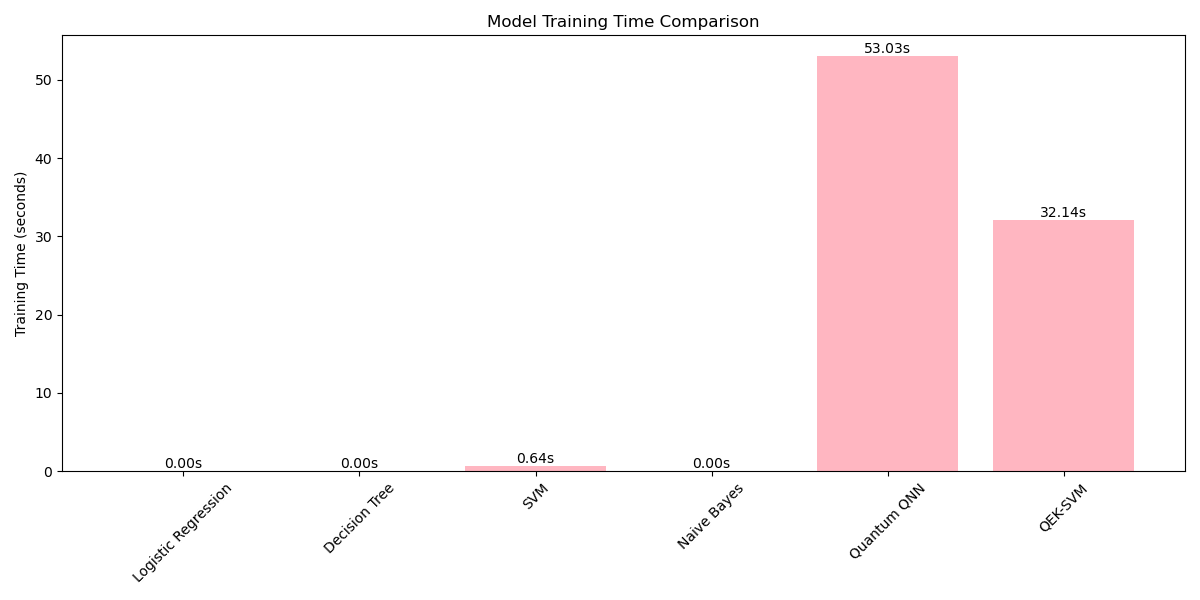 Model Training Time Comparison
Training Time (seconds)
50
40
30
20
10
0
0.00s
0.00s
0.64s
0.00s
53.03s
32.14s
Logistic Regression
Decision Tree
SVM
Naive Bayes
Quantum QNN
QEK-SVM